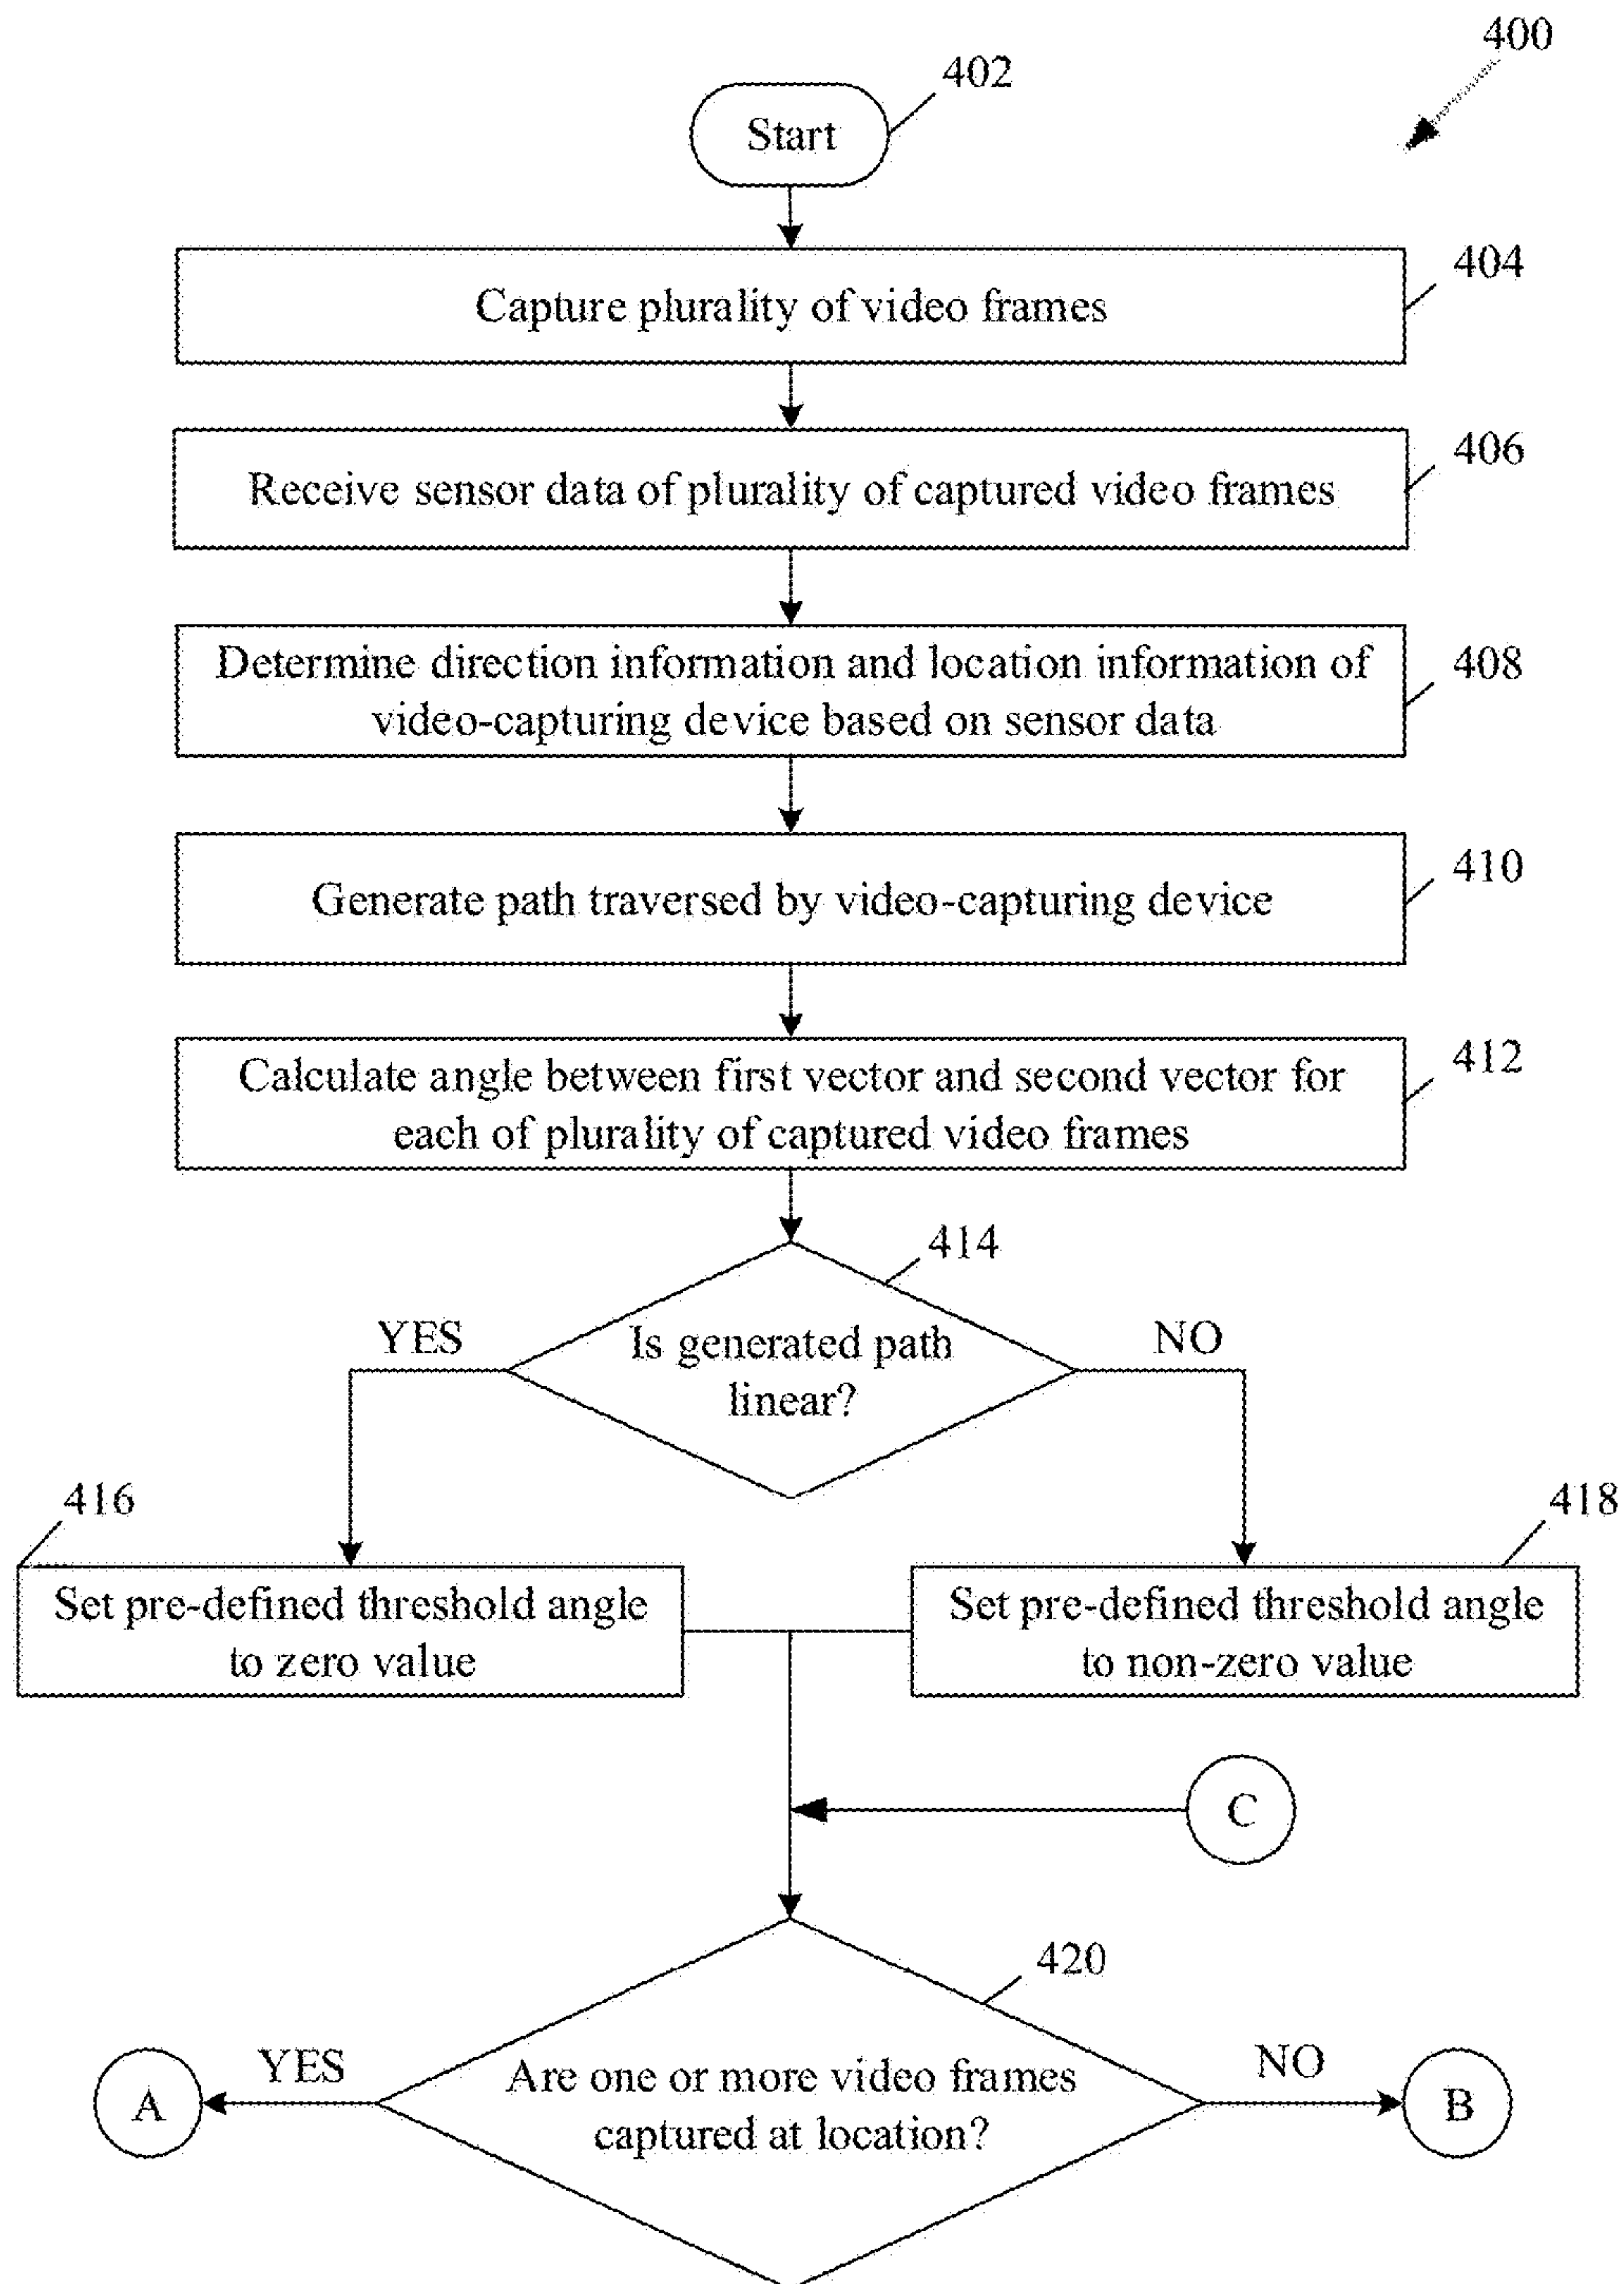 400
402
Start
404
Capture plurality of video frames
406
Receive sensor data of plurality of captured video frames
408
Determine direction information and location information of
video-capturing device based on sensor data
410
Generate path traversed by video-capturing device
412
Calculate angle between first vector and second vector for
each of plurality of captured video frames
414
YES
Is generated path
linear?
NO
416
Set pre-defined threshold angle
to zero value
418
Set pre-defined threshold angle
to non-zero value
C
420
A
YES
Are one or more video frames
captured at location?
NO
B